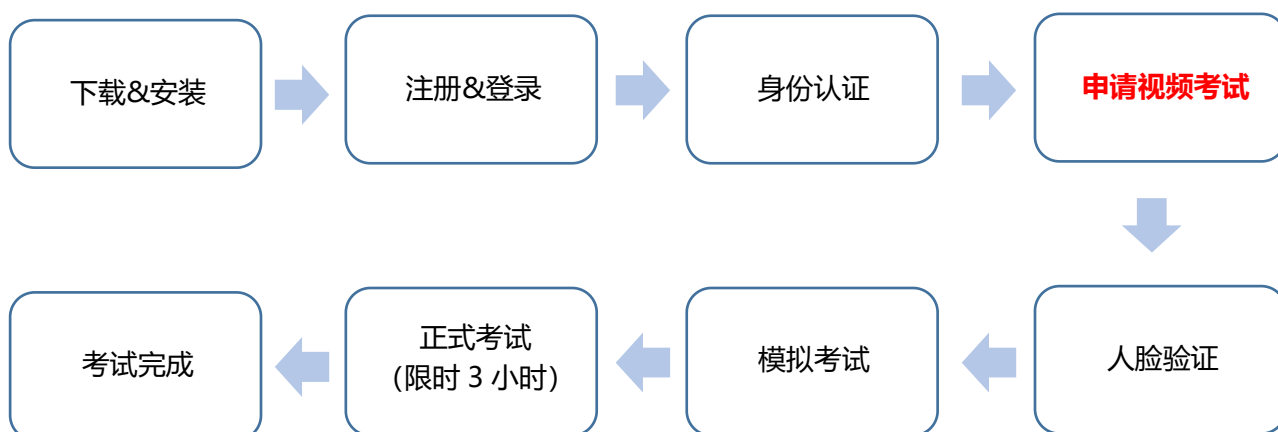 下载&安装
注册&登录
身份认证
申请视频考试
人脸验证
模拟考试
正式考试
(限时 3 小时)
考试完成